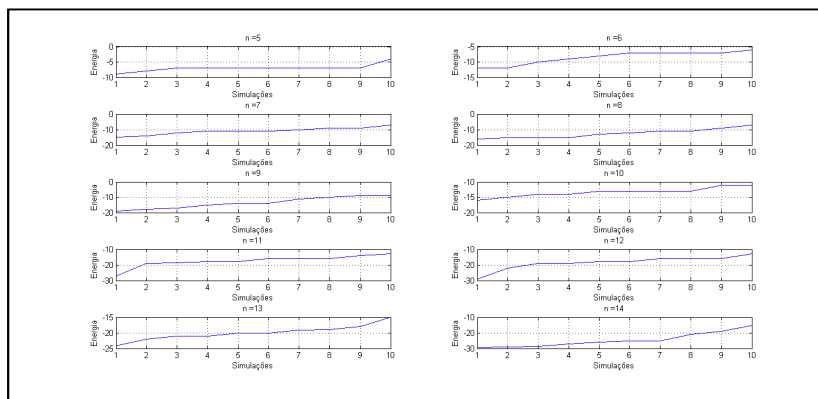 n =5
0
-5
-10
Energia
1 2 3 4 5 6 7 8 9 10
Simulações
n =6
-5
-10
-15
Energia
1 2 3 4 5 6 7 8 9 10
Simulações
n =7
0
-10
-20
Energia
1 2 3 4 5 6 7 8 9 10
Simulações
n =8
0
-10
-20
Energia
1 2 3 4 5 6 7 8 9 10
Simulações
n =9
0
-10
-20
Energia
1 2 3 4 5 6 7 8 9 10
Simulações
n =10
-10
-15
-20
Energia
1 2 3 4 5 6 7 8 9 10
Simulações
n =11
-10
-20
-30
Energia
1 2 3 4 5 6 7 8 9 10
Simulações
n =12
-10
-20
-30
Energia
1 2 3 4 5 6 7 8 9 10
Simulações
n =13
-15
-20
-25
Energia
1 2 3 4 5 6 7 8 9 10
Simulações
n =14
-10
-20
-30
Energia
1 2 3 4 5 6 7 8 9 10
Simulações